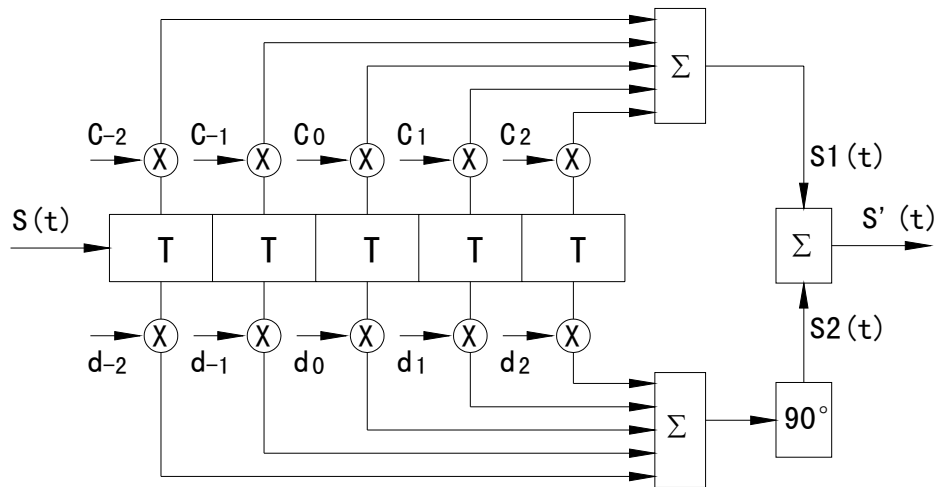 Σ
C-2 C-1 C0 C1 C2
X X X X X
S1(t)
S(t)
T T T T T
Σ
S'(t)
X X X X X
S2(t)
d-2 d-1 d0 d1 d2
Σ
90°